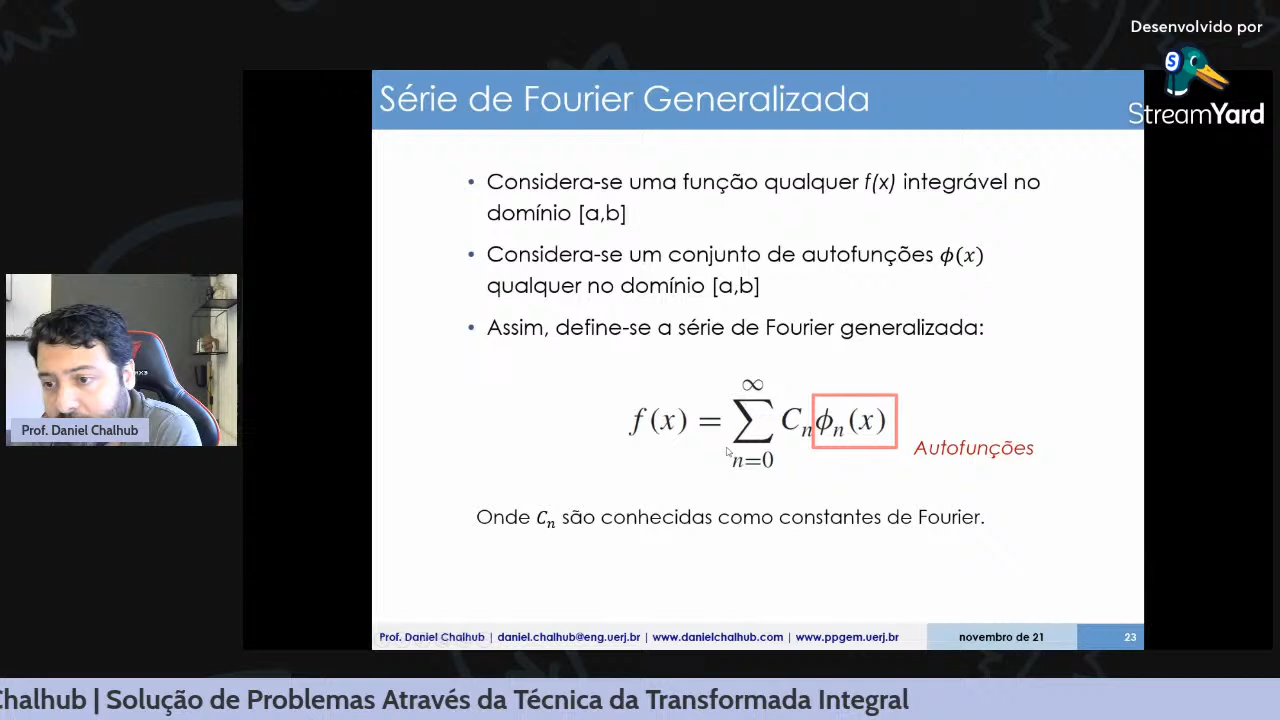 Desenvolvido por
StreamYard
Série de Fourier Generalizada
• Considera-se uma função qualquer f(x) integrável no
domínio [a,b]
• Considera-se um conjunto de autofunções ϕ(x)
qualquer no domínio [a,b]
• Assim, define-se a série de Fourier generalizada:
f(x) = ∑_{n=0}^{∞} C_n ϕ_n(x)
Autofunções
Onde C_n são conhecidas como constantes de Fourier.
Prof. Daniel Chalhub
Prof. Daniel Chalhub | daniel.chalhub@eng.uerj.br | www.danielchalhub.com | www.ppgem.uerj.br novembro de 21 23
Chalhub | Solução de Problemas Através da Técnica da Transformada Integral